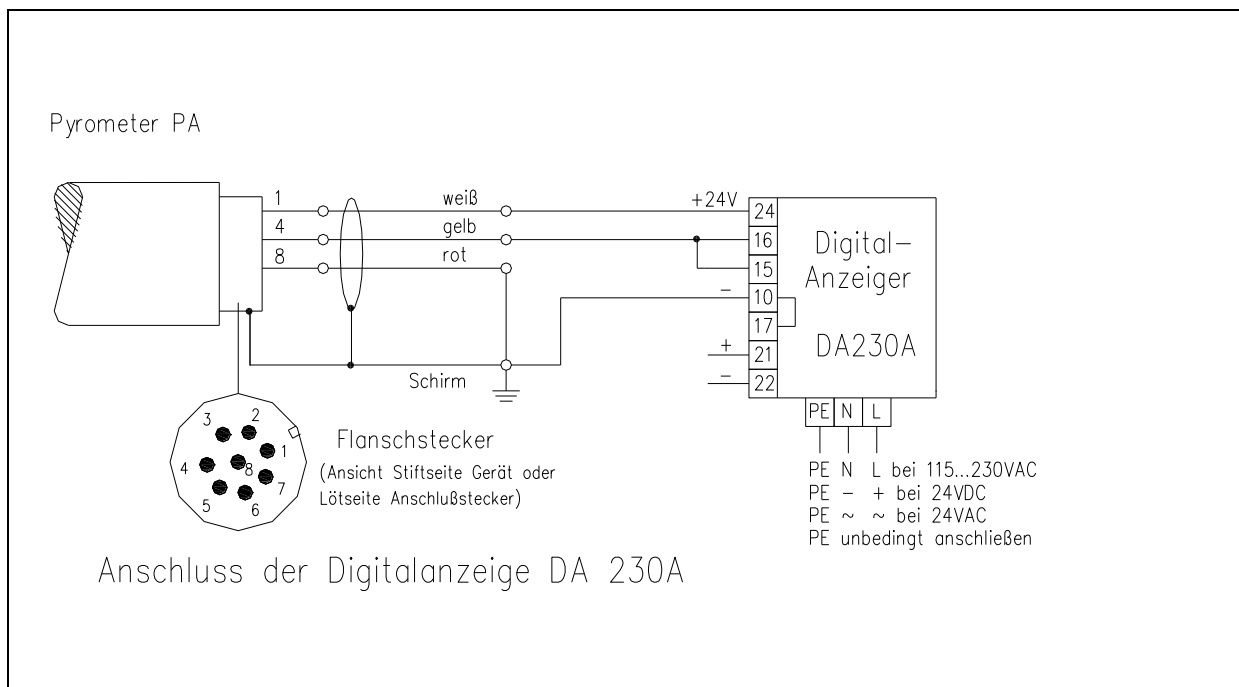 Pyrometer PA
1 weiß +24V 24
4 gelb 16
8 rot 15
- 10
17
+ 21
- 22
Digital-
Anzeiger
DA230A
Schirm
PE N L
PE N L bei 115...230VAC
PE - + bei 24VDC
PE ~ ~ bei 24VAC
PE unbedingt anschließen
3 2
1
4 8
7
5 6
Flanschstecker
(Ansicht Stiftseite Gerät oder
Lötseite Anschlußstecker)
Anschluss der Digitalanzeige DA 230A